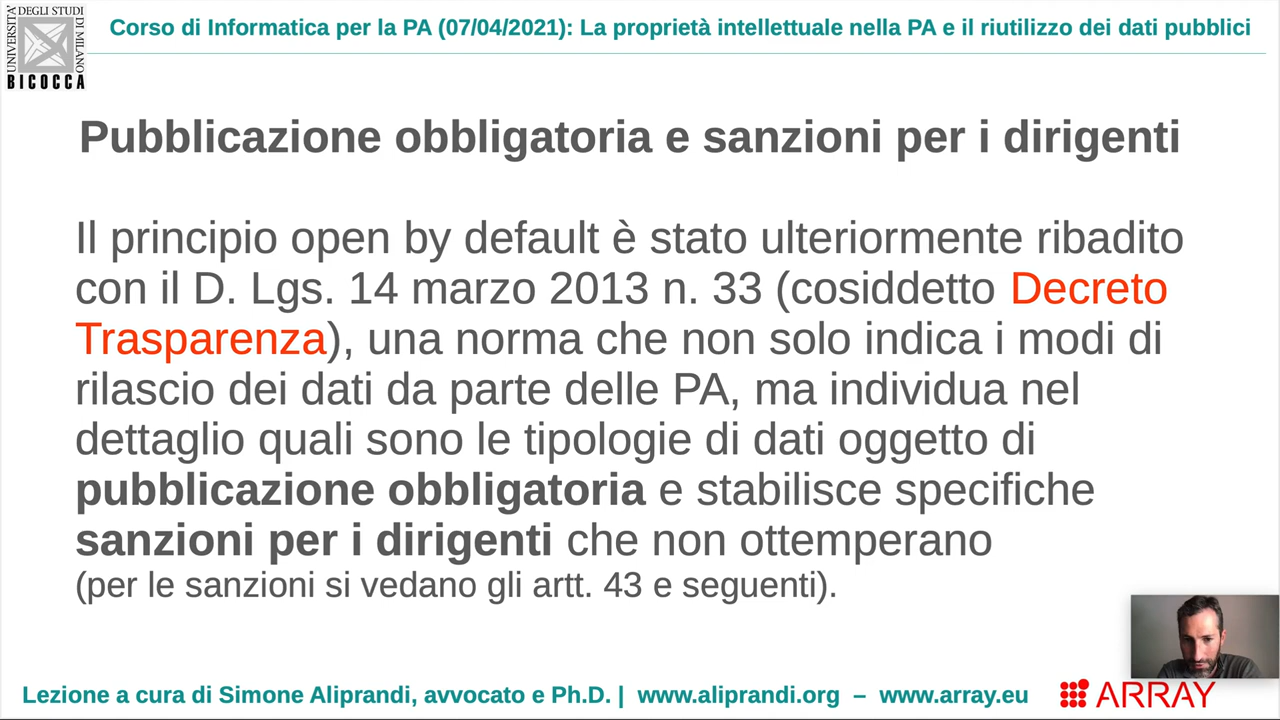 UNIVERSITA' DEGLI STUDI DI MILANO
BICOCCA
Corso di Informatica per la PA (07/04/2021): La proprietà intellettuale nella PA e il riutilizzo dei dati pubblici
Pubblicazione obbligatoria e sanzioni per i dirigenti
Il principio open by default è stato ulteriormente ribadito
con il D. Lgs. 14 marzo 2013 n. 33 (cosiddetto Decreto
Trasparenza), una norma che non solo indica i modi di
rilascio dei dati da parte delle PA, ma individua nel
dettaglio quali sono le tipologie di dati oggetto di
pubblicazione obbligatoria e stabilisce specifiche
sanzioni per i dirigenti che non ottemperano
(per le sanzioni si vedano gli artt. 43 e seguenti).
Lezione a cura di Simone Aliprandi, avvocato e Ph.D. | www.aliprandi.org – www.array.eu
ARRAY